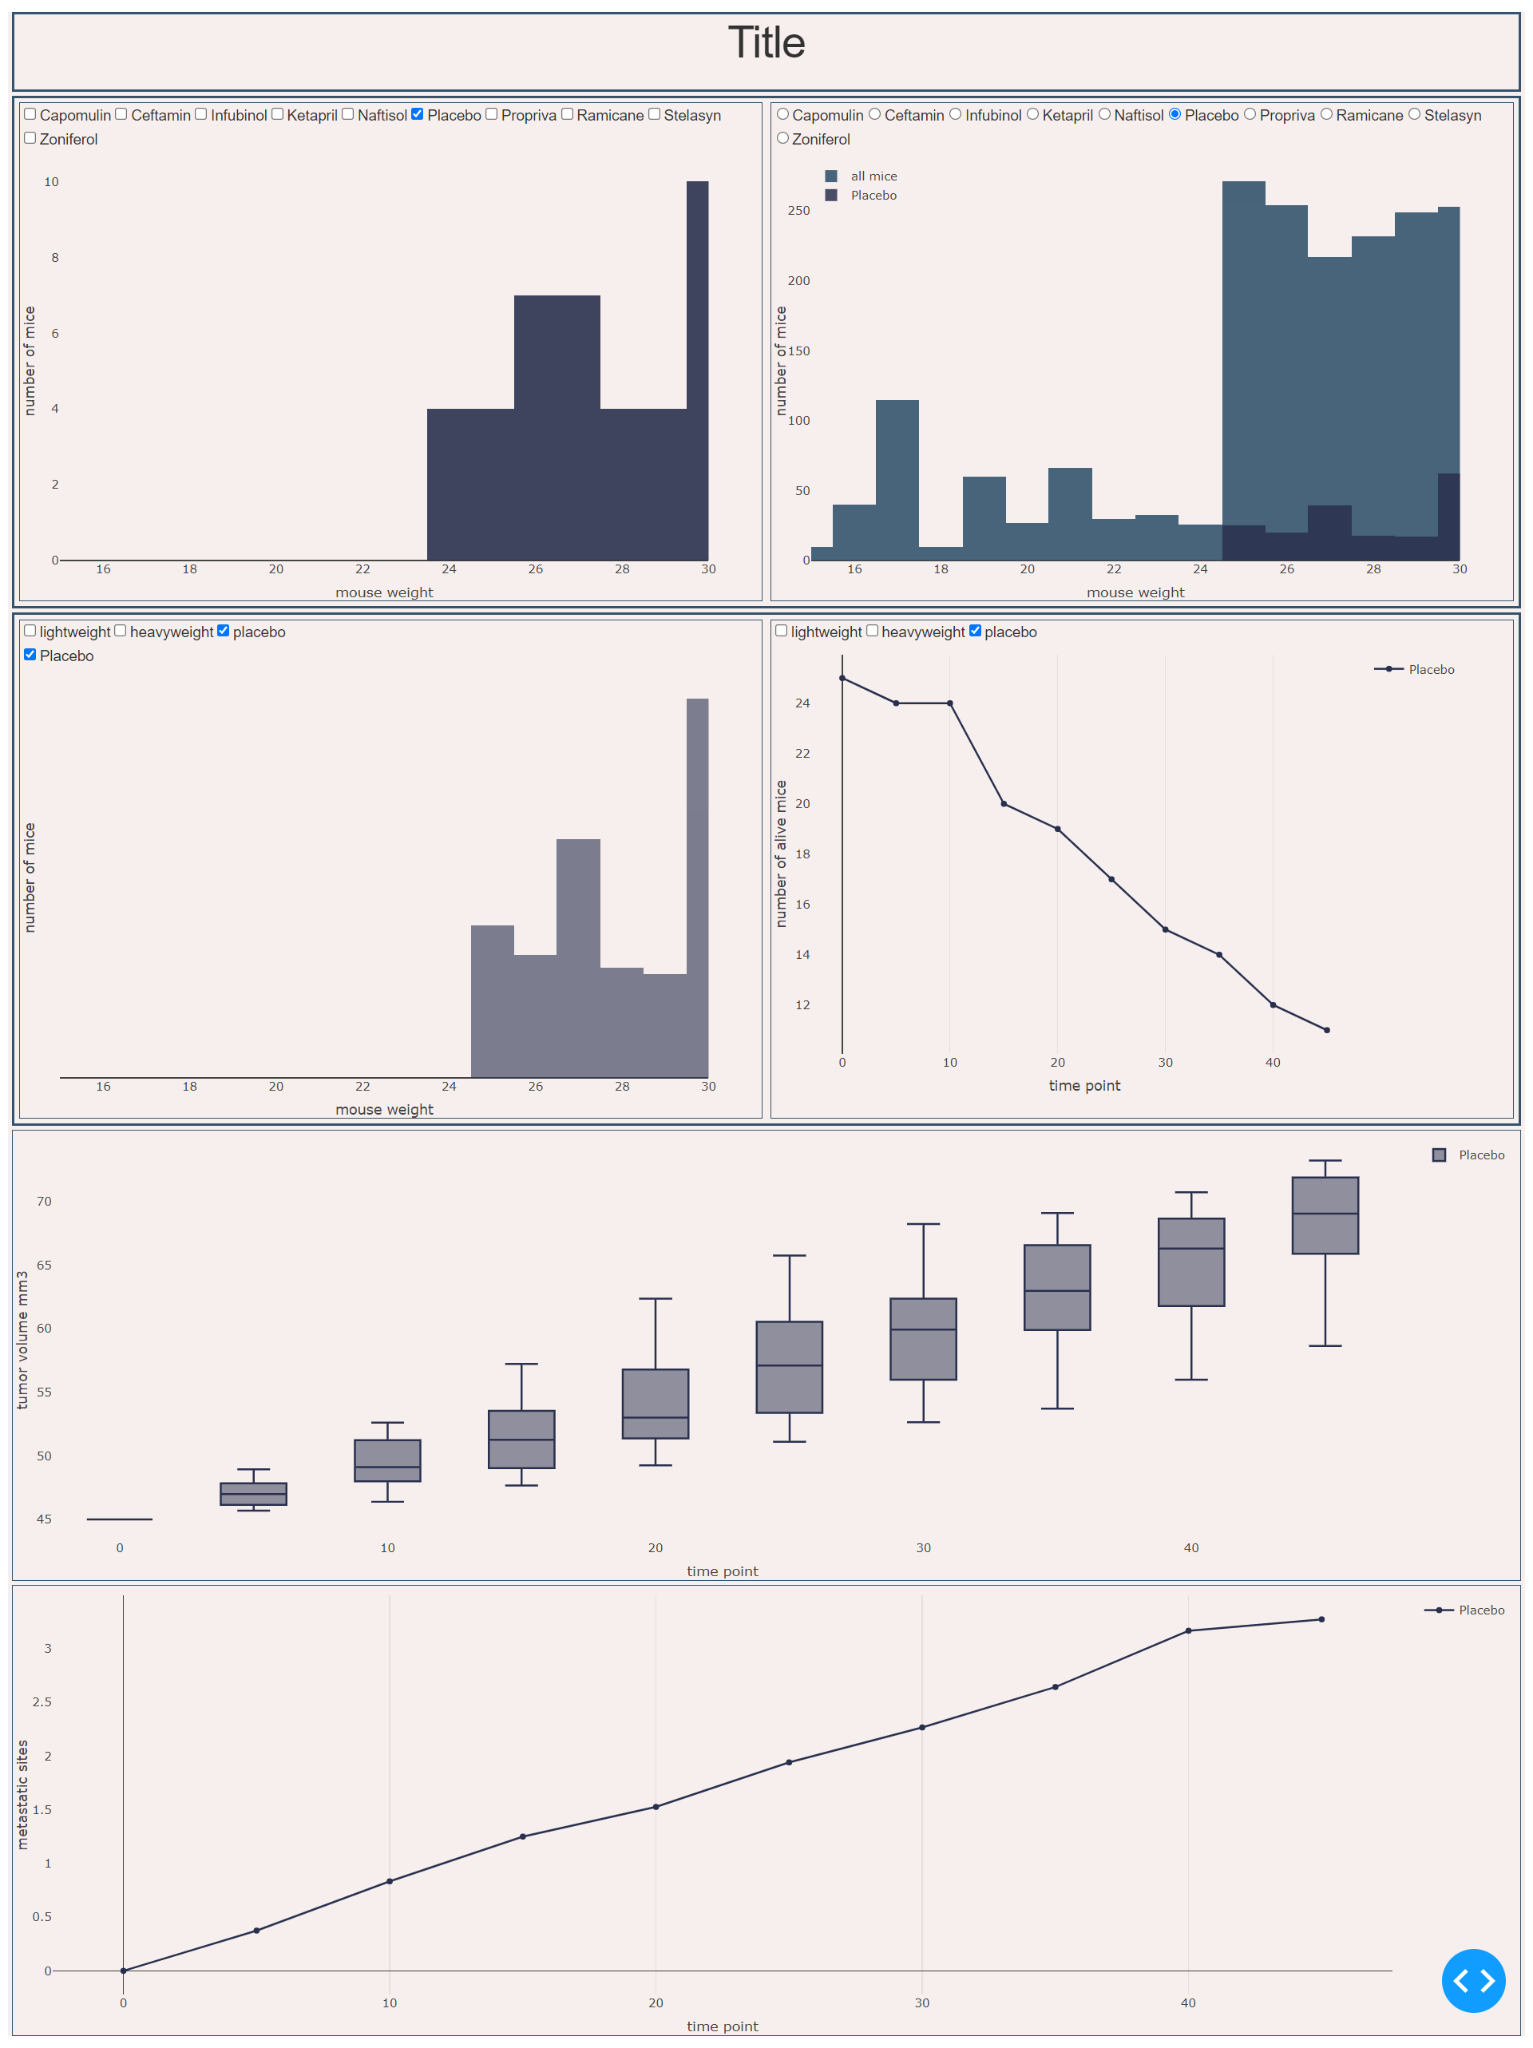 Title
Capomulin Ceftamin Infubinol Ketapril Naftisol Placebo Propriva Ramicane Stelasyn
Zoniferol
10
8
6
4
2
0
number of mice
16 18 20 22 24 26 28 30
mouse weight
Capomulin Ceftamin Infubinol Ketapril Naftisol Placebo Propriva Ramicane Stelasyn
Zoniferol
all mice
Placebo
250
200
150
100
50
0
number of mice
16 18 20 22 24 26 28 30
mouse weight
lightweight heavyweight placebo
Placebo
number of mice
16 18 20 22 24 26 28 30
mouse weight
lightweight heavyweight placebo
Placebo
24
22
20
18
16
14
12
number of alive mice
0 10 20 30 40
time point
Placebo
70
65
60
55
50
45
tumor volume mm3
0 10 20 30 40
time point
Placebo
3
2.5
2
1.5
1
0.5
0
metastatic sites
0 10 20 30 40
time point